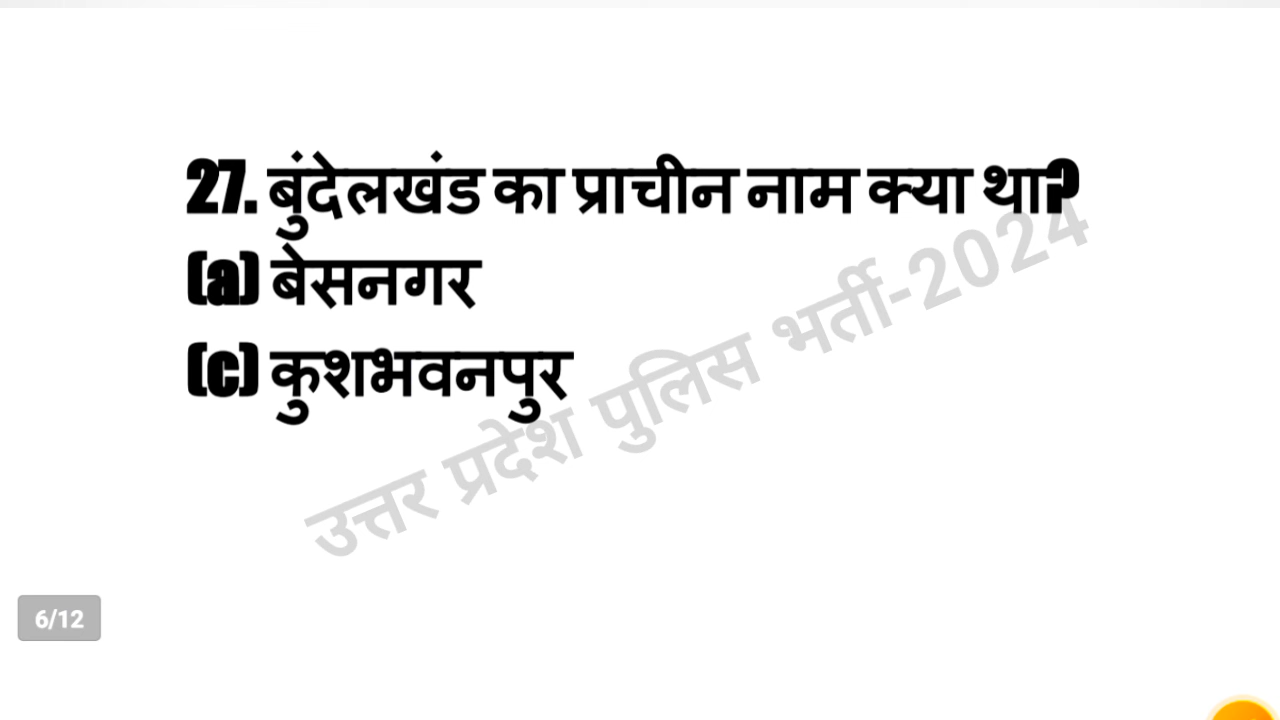 27. बुंदेलखंड का प्राचीन नाम क्या था?
(a) बेसनगर
(c) कुशभवनपुर
उत्तर प्रदेश पुलिस भर्ती-2024
6/12